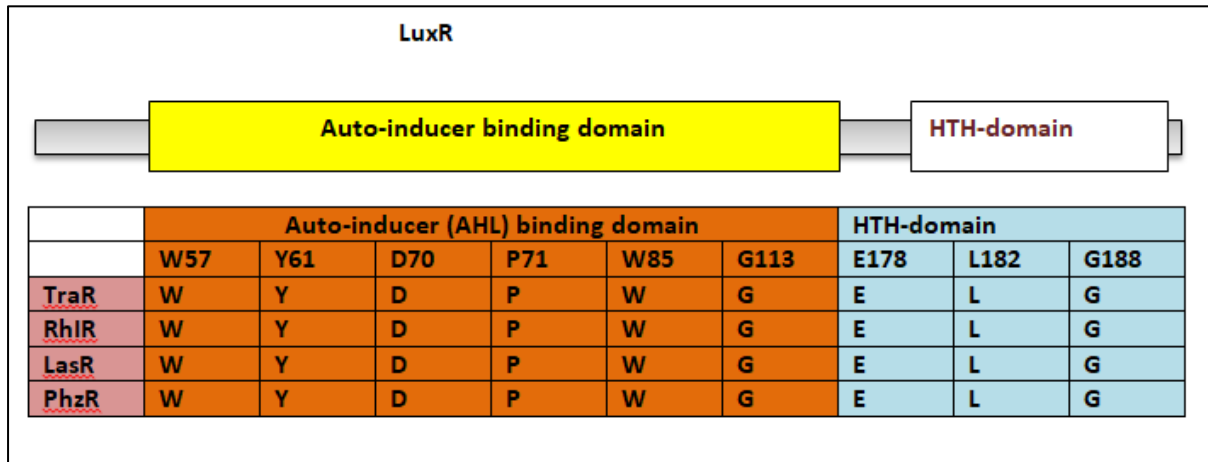 LuxR
Auto-inducer binding domain HTH-domain
Auto-inducer (AHL) binding domain HTH-domain
W57 Y61 D70 P71 W85 G113 E178 L182 G188
TraR W Y D P W G E L G
RhlR W Y D P W G E L G
LasR W Y D P W G E L G
PhzR W Y D P W G E L G